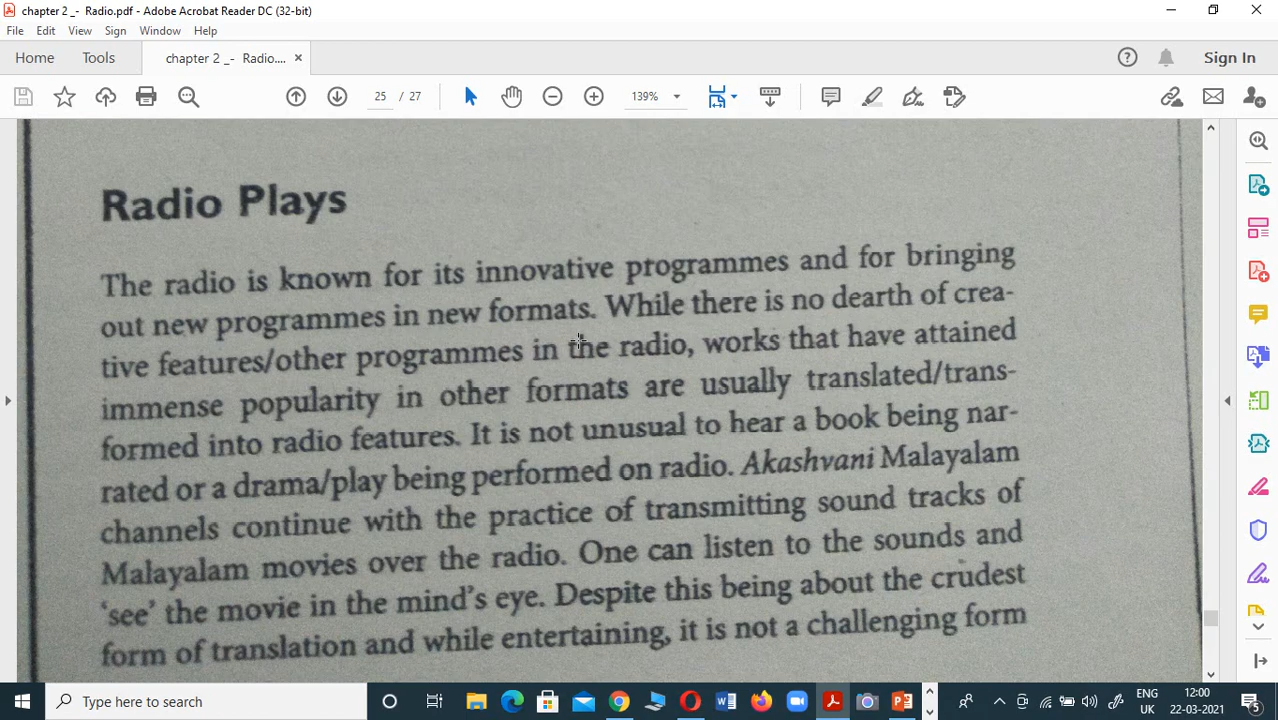 chapter 2 _- Radio.pdf - Adobe Acrobat Reader DC (32-bit)
File Edit View Sign Window Help
Home Tools chapter 2 _- Radio.... × Sign In
25 / 27 139%
Radio Plays
The radio is known for its innovative programmes and for bringing
out new programmes in new formats. While there is no dearth of crea-
tive features/other programmes in the radio, works that have attained
immense popularity in other formats are usually translated/trans-
formed into radio features. It is not unusual to hear a book being nar-
rated or a drama/play being performed on radio. Akashvani Malayalam
channels continue with the practice of transmitting sound tracks of
Malayalam movies over the radio. One can listen to the sounds and
'see' the movie in the mind's eye. Despite this being about the crudest
form of translation and while entertaining, it is not a challenging form
Type here to search
ENG
UK
12:00
22-03-2021
5